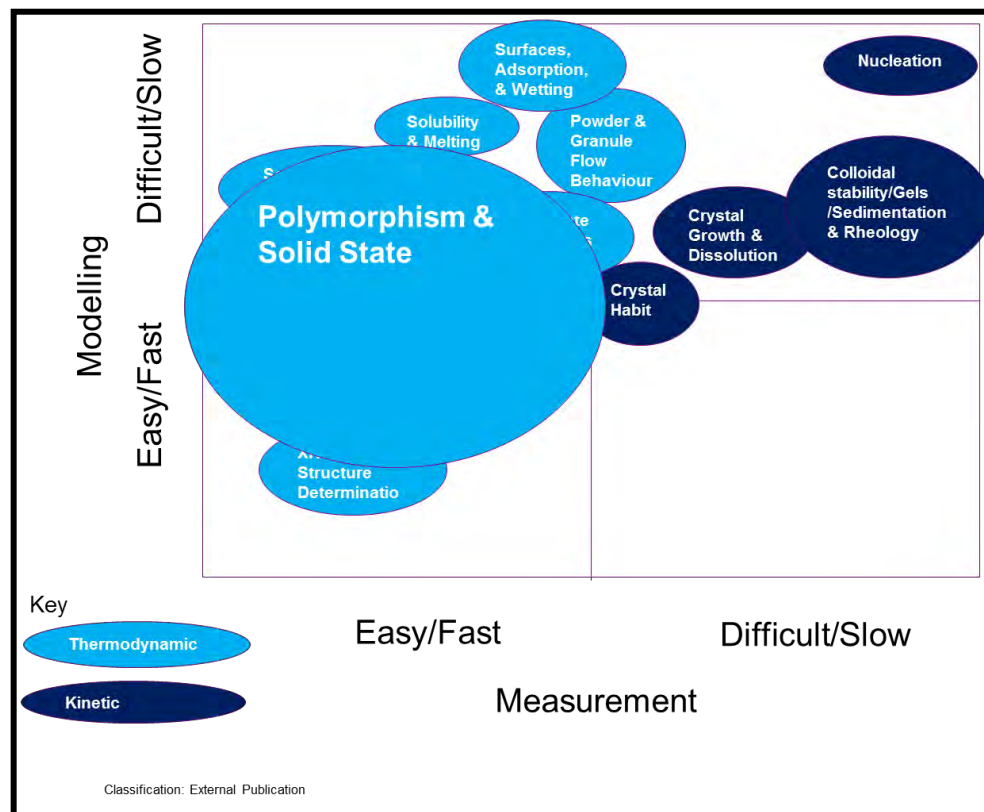 Surfaces,
Adsorption,
& Wetting
Nucleation
Solubility
& Melting
Powder &
Granule
Flow
Behaviour
Colloidal
stability/Gels
/Sedimentation
& Rheology
Polymorphism &
Solid State
Crystal
Growth &
Dissolution
Crystal
Habit
Structure
Determinatio
Difficult/Slow
Modelling
Easy/Fast
Key
Thermodynamic
Kinetic
Easy/Fast
Difficult/Slow
Measurement
Classification: External Publication